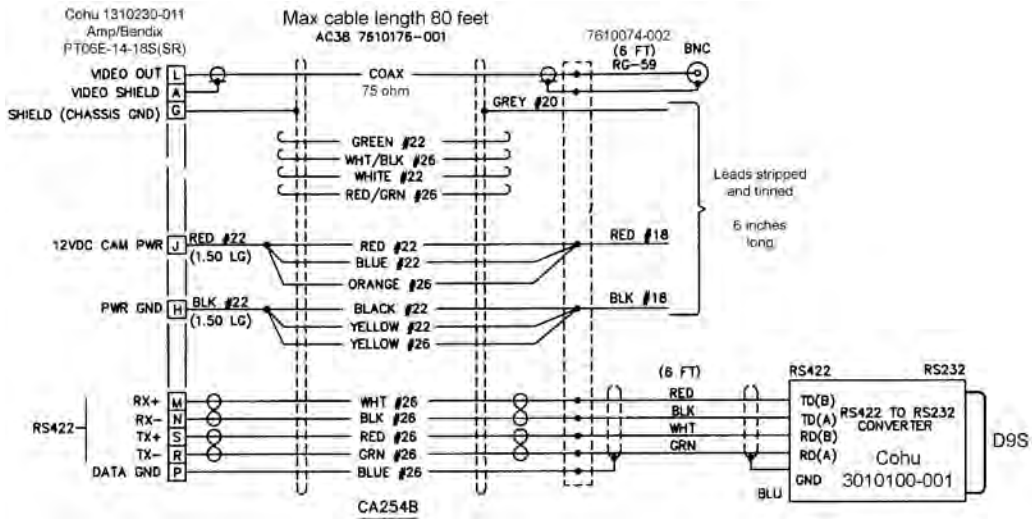 Cohu 1310230-011
Amp/Bendix
PT06E-14-18S(SR)
Max cable length 80 feet
AC38 7510176-001
7610074-002
(6 FT)
RG-59
BNC
VIDEO OUT L
COAX
75 ohm
VIDEO SHIELD A
SHIELD (CHASSIS GND) G
GREY #20
GREEN #22
WHT/BLK #26
WHITE #22
RED/GRN #26
Leads stripped
and tinned
6 inches
long
12VDC CAM PWR J RED #22
(1.50 LG)
RED #22
BLUE #22
ORANGE #26
RED #18
PWR GND H BLK #22
(1.50 LG)
BLACK #22
YELLOW #22
YELLOW #26
BLK #18
RS422
RX+ M WHT #26
RX- N BLK #26
TX+ S RED #26
TX- R GRN #26
DATA GND P BLUE #26
(6 FT)
RED
BLK
WHT
GRN
BLU
RS422 RS232
TD(B)
TD(A)
RD(B)
RD(A)
GND
RS422 TO RS232
CONVERTER
Cohu
3010100-001
D9S
CA254B